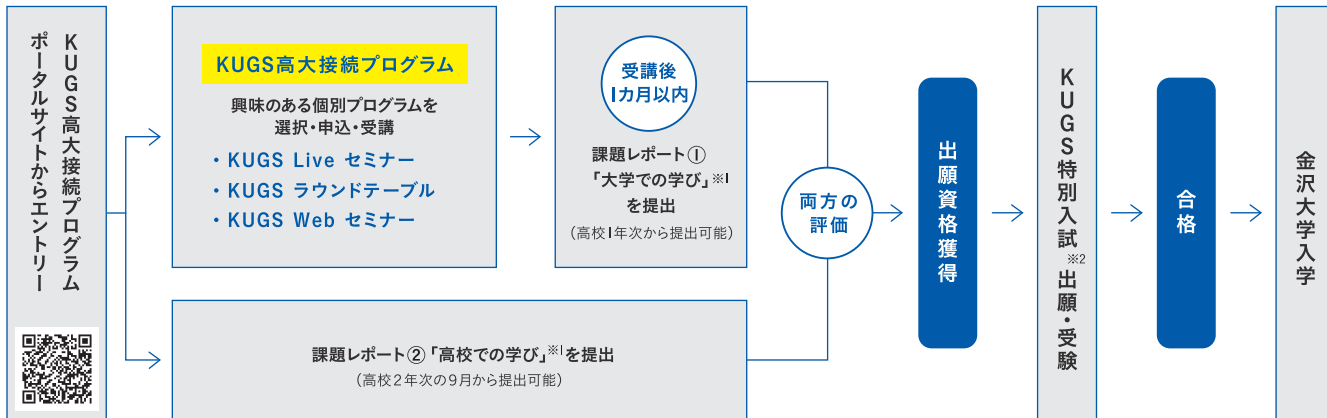 KUGS高大接続プログラム
ポータルサイトからエントリー
KUGS高大接続プログラム
興味のある個別プログラムを
選択・申込・受講
・KUGS Live セミナー
・KUGS ラウンドテーブル
・KUGS Web セミナー
受講後
1カ月以内
課題レポート①
「大学での学び」※1
を提出
(高校1年次から提出可能)
課題レポート②「高校での学び」※1を提出
(高校2年次の9月から提出可能)
両方の
評価
出願資格獲得
KUGS特別入試※2出願・受験
合格
金沢大学入学